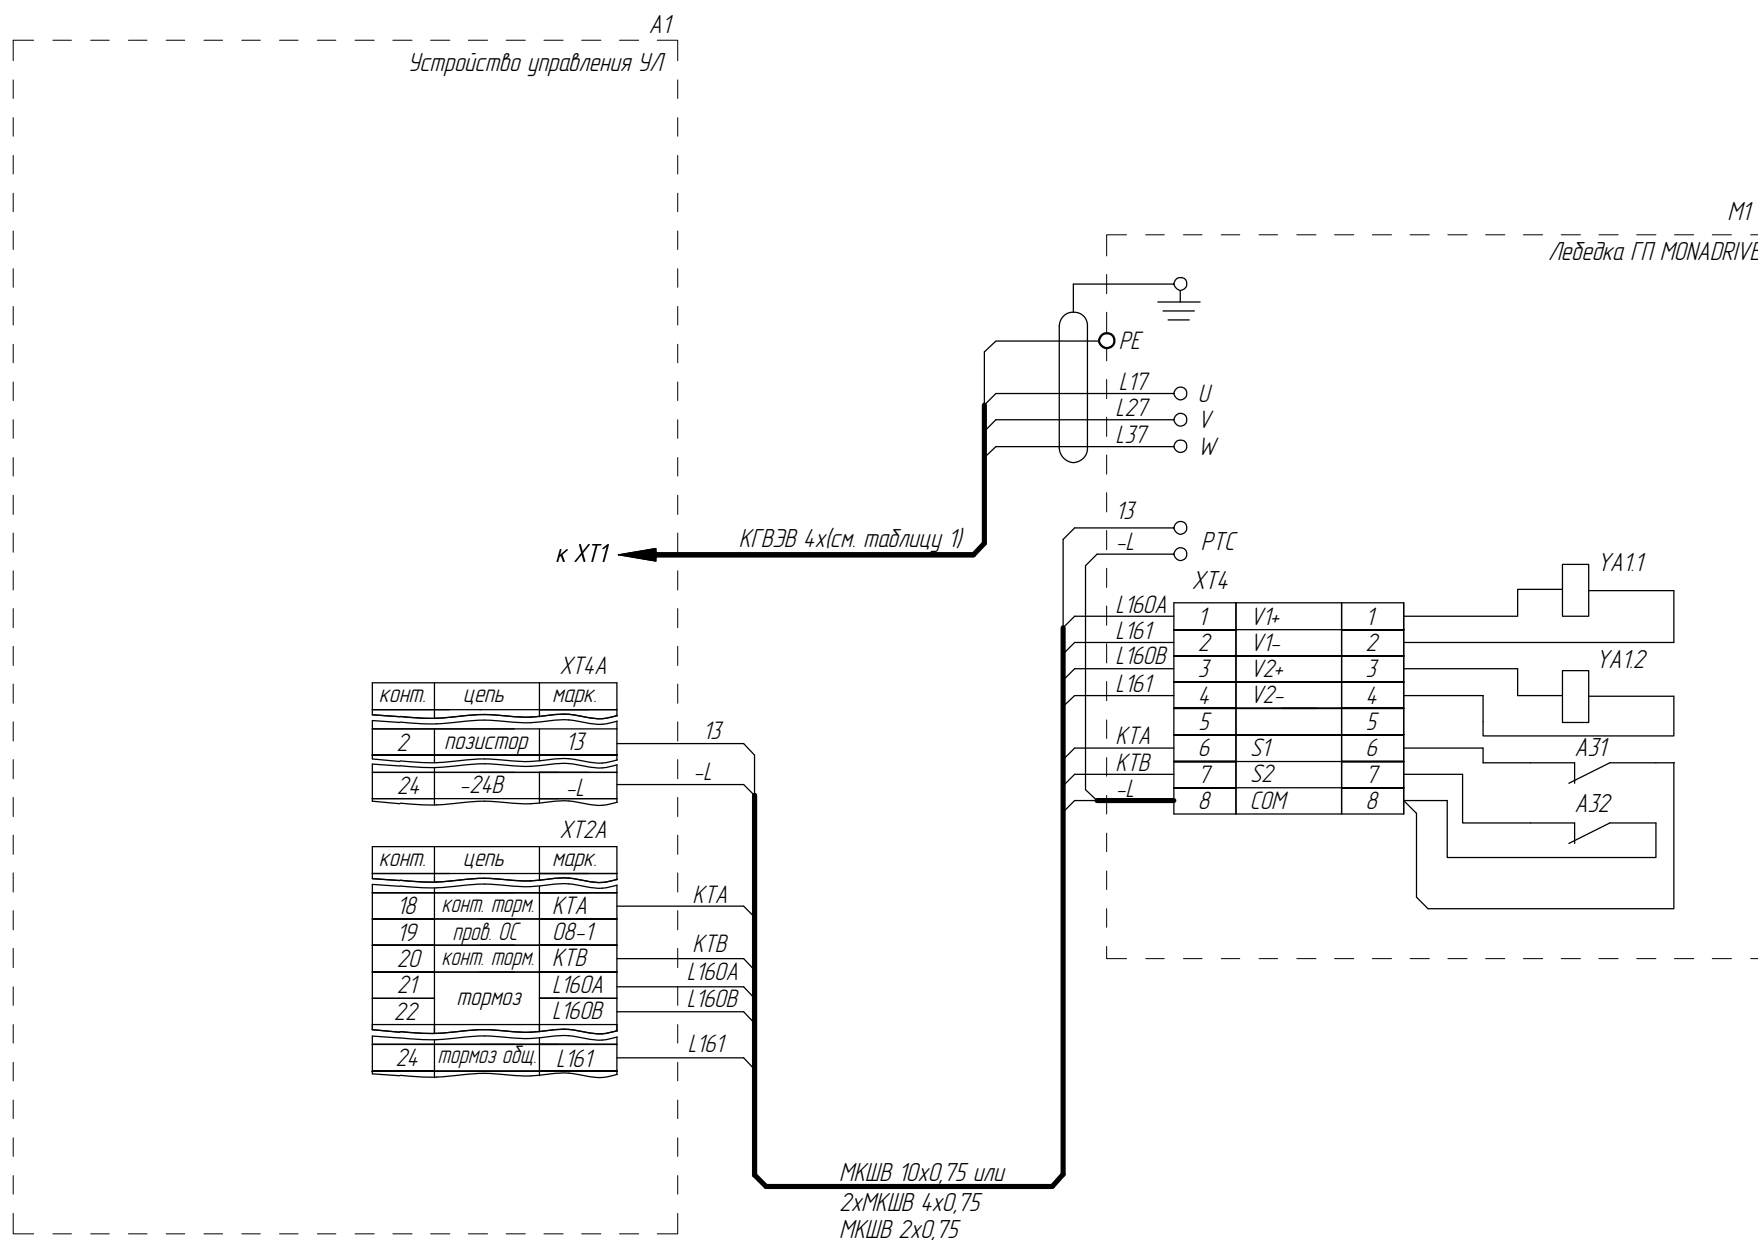 A1
Устройство управления УЛ
M1
Лебедка ГП MONADRIVE
PE
L17
U
L27
V
L37
W
КГВЭВ 4х(см. таблицу 1)
к XT1
13
-L
PTC
XT4
L160A
1 V1+ 1
L161
2 V1- 2
L160B
3 V2+ 3
L161
4 V2- 4
5 5
KTA
6 S1 6
KTB
7 S2 7
-L
8 COM 8
YA1.1
YA1.2
A31
A32
XT4A
конт. цепь марк.
2 позистор 13
13
24 -24В -L
-L
XT2A
конт. цепь марк.
18 конт. торм. KTA
KTA
19 пров. ОС 08-1
20 конт. торм. KTB
KTB
21 тормоз L160A
L160A
22 L160B
L160B
24 тормоз общ. L161
L161
МКШВ 10х0,75 или
2хМКШВ 4х0,75
МКШВ 2х0,75